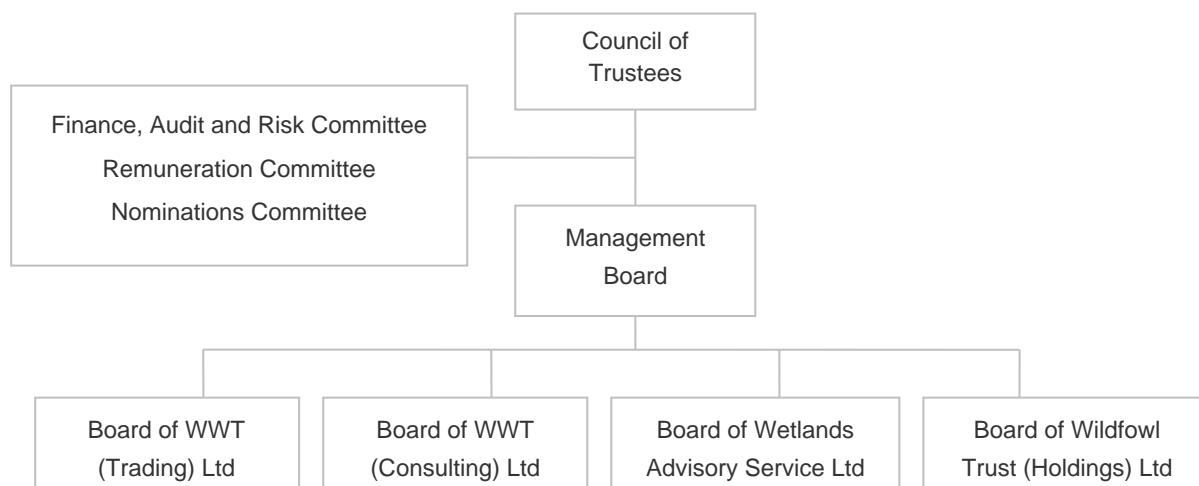 Council of
Trustees
Finance, Audit and Risk Committee
Remuneration Committee
Nominations Committee
Management
Board
Board of WWT
(Trading) Ltd
Board of WWT
(Consulting) Ltd
Board of Wetlands
Advisory Service Ltd
Board of Wildfowl
Trust (Holdings) Ltd